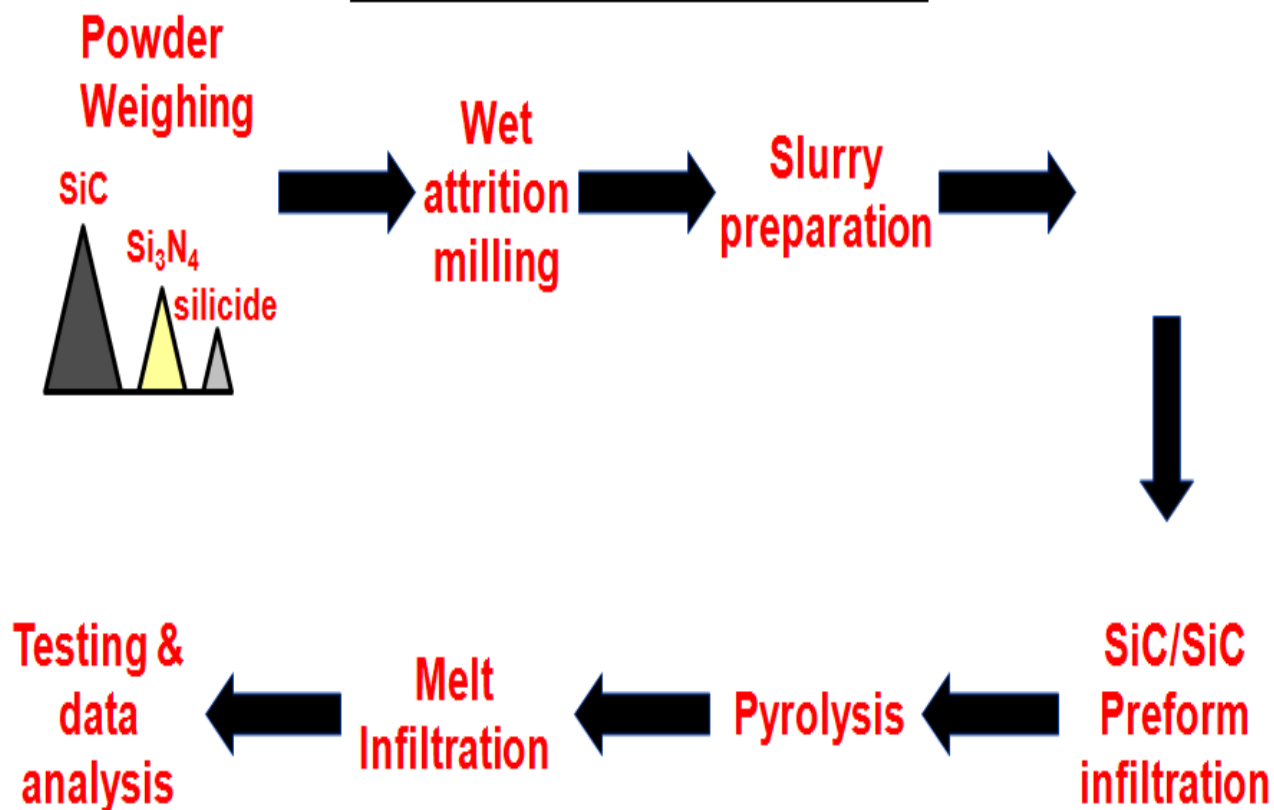 Powder
Weighing
SiC
Si₃N₄
silicide
Wet
attrition
milling
Slurry
preparation
SiC/SiC
Preform
infiltration
Pyrolysis
Melt
Infiltration
Testing &
data
analysis